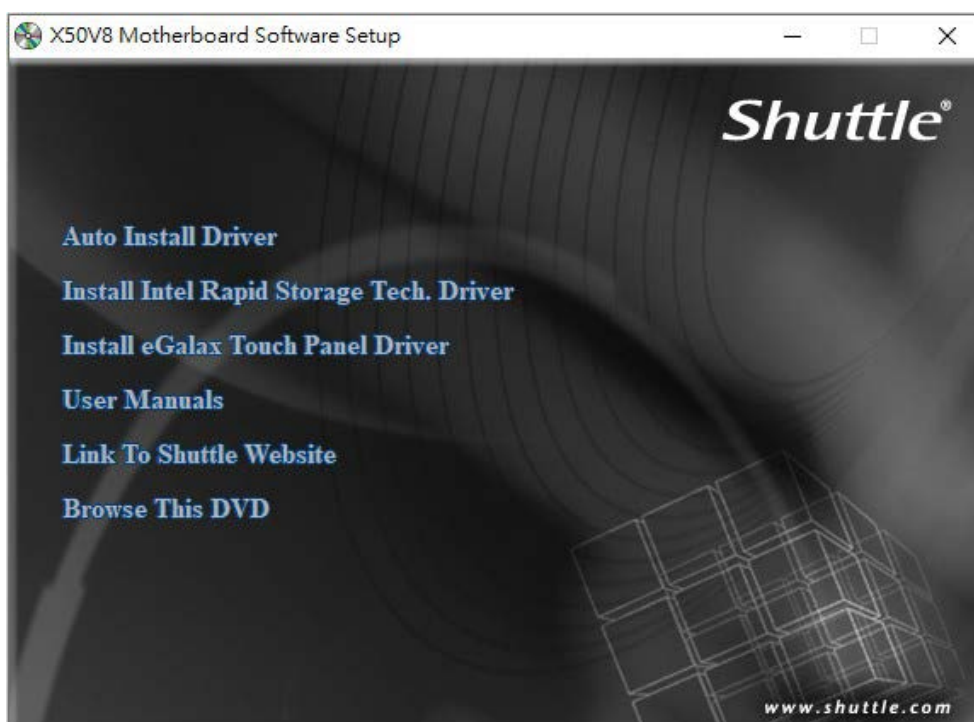 X50V8 Motherboard Software Setup
Shuttle®
Auto Install Driver
Install Intel Rapid Storage Tech. Driver
Install eGalax Touch Panel Driver
User Manuals
Link To Shuttle Website
Browse This DVD
www.shuttle.com